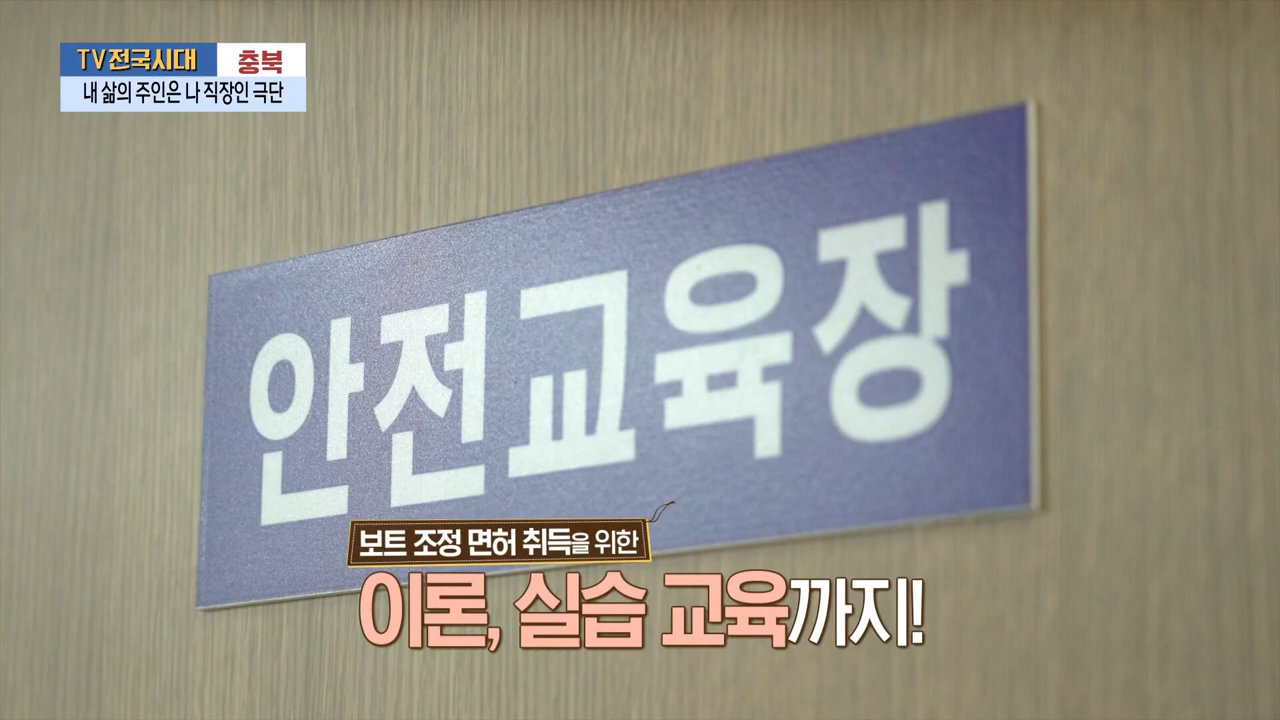 TV전국시대 충북
내 삶의 주인은 나 직장인 극단
안전교육장
보트 조정 면허 취득을 위한
이론, 실습 교육까지!